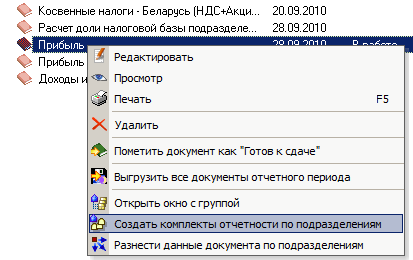 Косвенные налоги - Беларусь (НДС+Акци... 20.09.2010
Расчет доли налоговой базы подразделе... 28.09.2010
Прибыль 28.09.2010 В работе
Прибыль
Доходы и
Редактировать
Просмотр
Печать F5
Удалить
Пометить документ как "Готов к сдаче"
Выгрузить все документы отчетного периода
Открыть окно с группой
Создать комплекты отчетности по подразделениям
Разнести данные документа по подразделениям